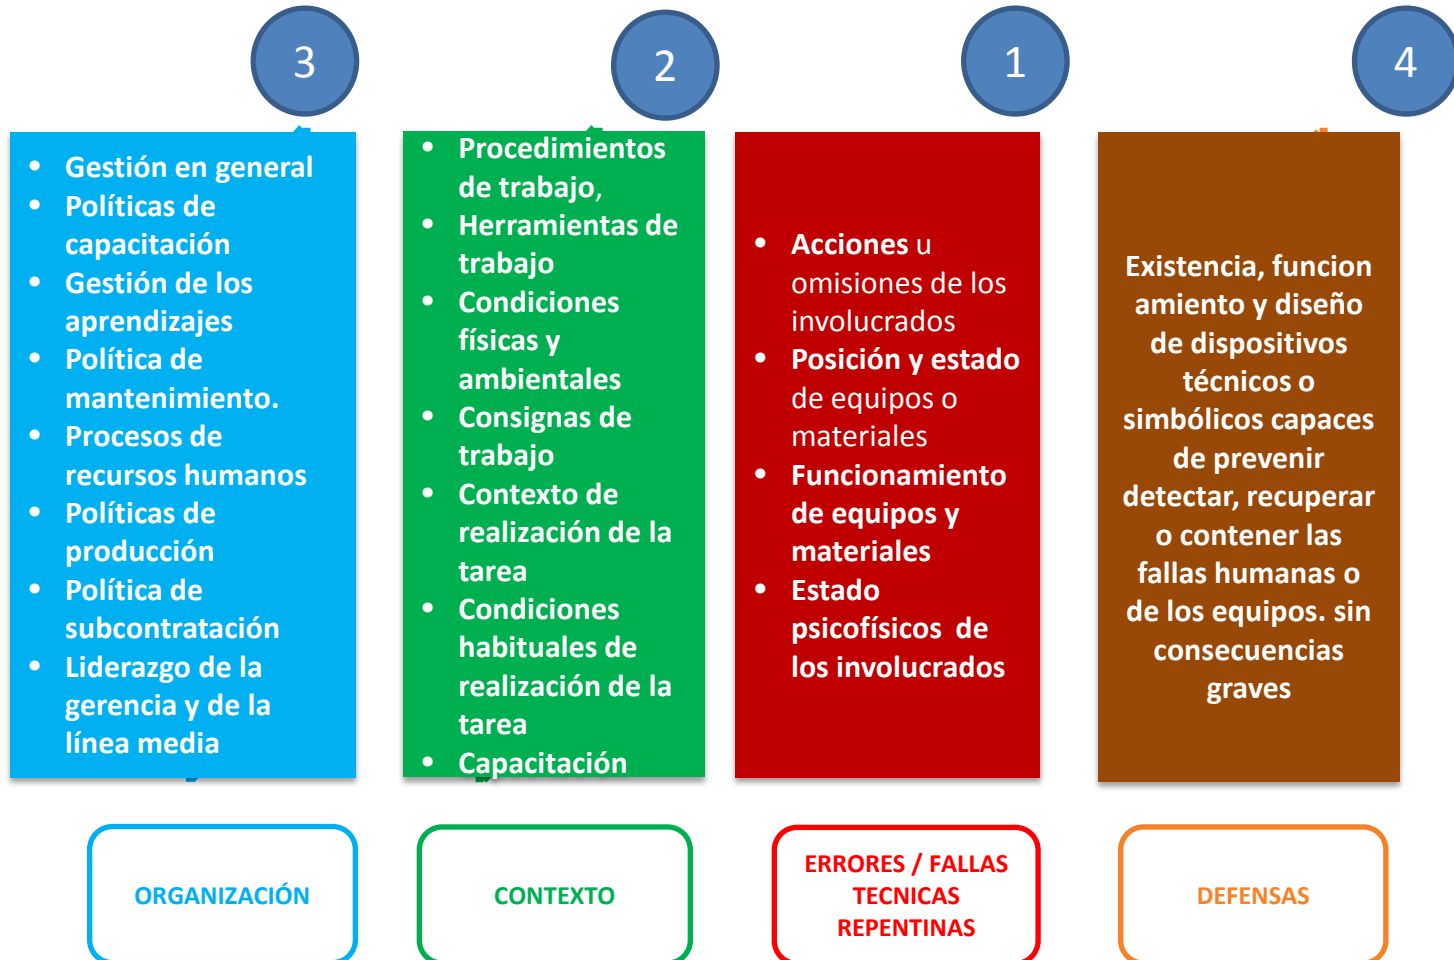 3
2
1
4
• Gestión en general
• Políticas de
capacitación
• Gestión de los
aprendizajes
• Política de
mantenimiento.
• Procesos de
recursos humanos
• Políticas de
producción
• Política de
subcontratación
• Liderazgo de la
gerencia y de la
línea media
• Procedimientos
de trabajo,
• Herramientas de
trabajo
• Condiciones
físicas y
ambientales
• Consignas de
trabajo
• Contexto de
realización de la
tarea
• Condiciones
habituales de
realización de la
tarea
• Capacitación
• Acciones u
omisiones de los
involucrados
• Posición y estado
de equipos o
materiales
• Funcionamiento
de equipos y
materiales
• Estado
psicofísicos de
los involucrados
Existencia, funcion
amiento y diseño
de dispositivos
técnicos o
simbólicos capaces
de prevenir
detectar, recuperar
o contener las
fallas humanas o
de los equipos. sin
consecuencias
graves
ORGANIZACIÓN
CONTEXTO
ERRORES / FALLAS
TECNICAS
REPENTINAS
DEFENSAS